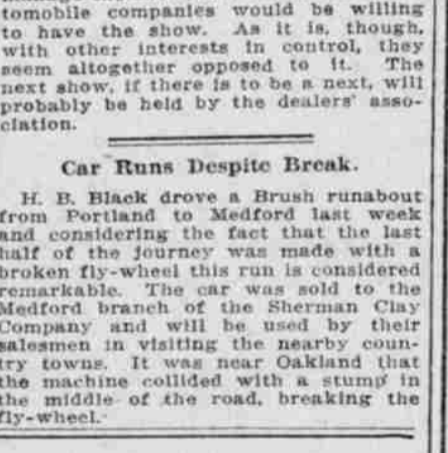 tomobile companies would be willing
to have the show. As it is, though,
with other interests in control, they
seem altogether opposed to it. The
next show, if there is to be a next, will
probably be held by the dealers' asso-
ciation.
Car Runs Despite Break.
H. B. Black drove a Brush runabout
from Portland to Medford last week
and considering the fact that the last
half of the journey was made with a
broken fly-wheel this run is considered
remarkable. The car was sold to the
Medford branch of the Sherman Clay
Company and will be used by their
salesmen in visiting the nearby coun-
try towns. It was near Oakland that
the machine collided with a stump in
the middle of the road, breaking the
fly-wheel.